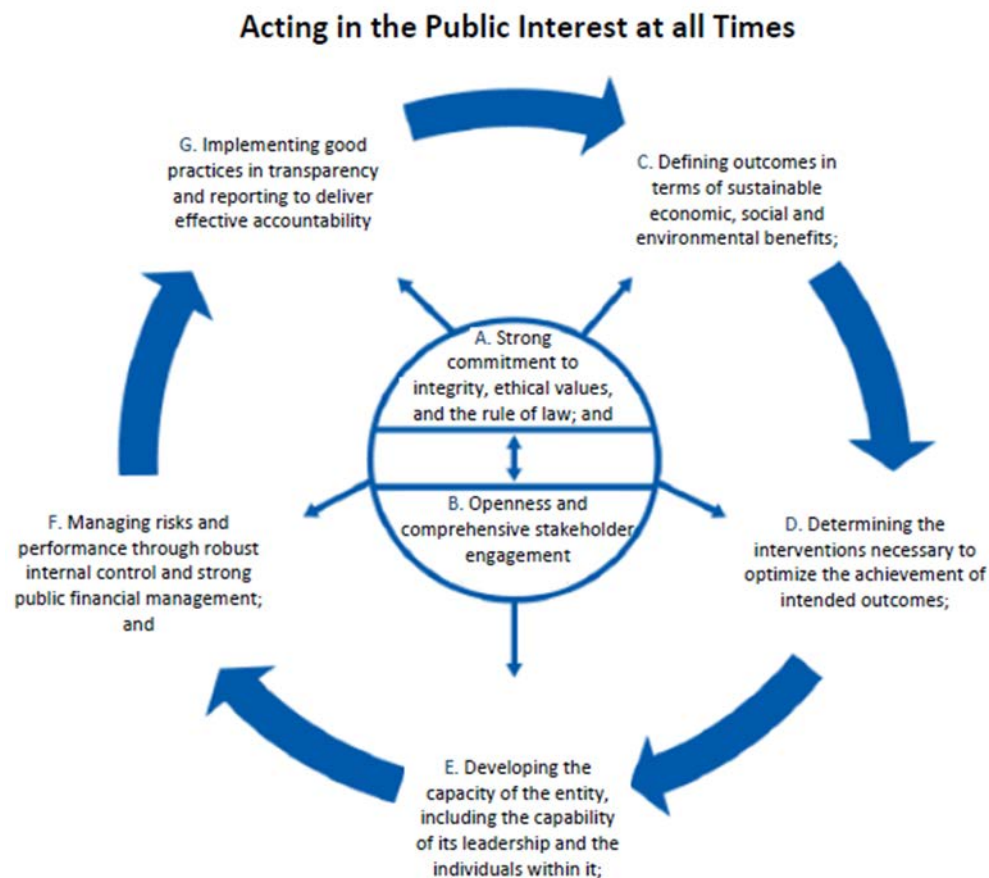 Acting in the Public Interest at all Times
G. Implementing good
practices in transparency
and reporting to deliver
effective accountability
C. Defining outcomes in
terms of sustainable
economic, social and
environmental benefits;
A. Strong
commitment to
integrity, ethical values,
and the rule of law; and
B. Openness and
comprehensive stakeholder
engagement
F. Managing risks and
performance through robust
internal control and strong
public financial management;
and
D. Determining the
interventions necessary to
optimize the achievement of
intended outcomes;
E. Developing the
capacity of the entity,
including the capability
of its leadership and the
individuals within it;